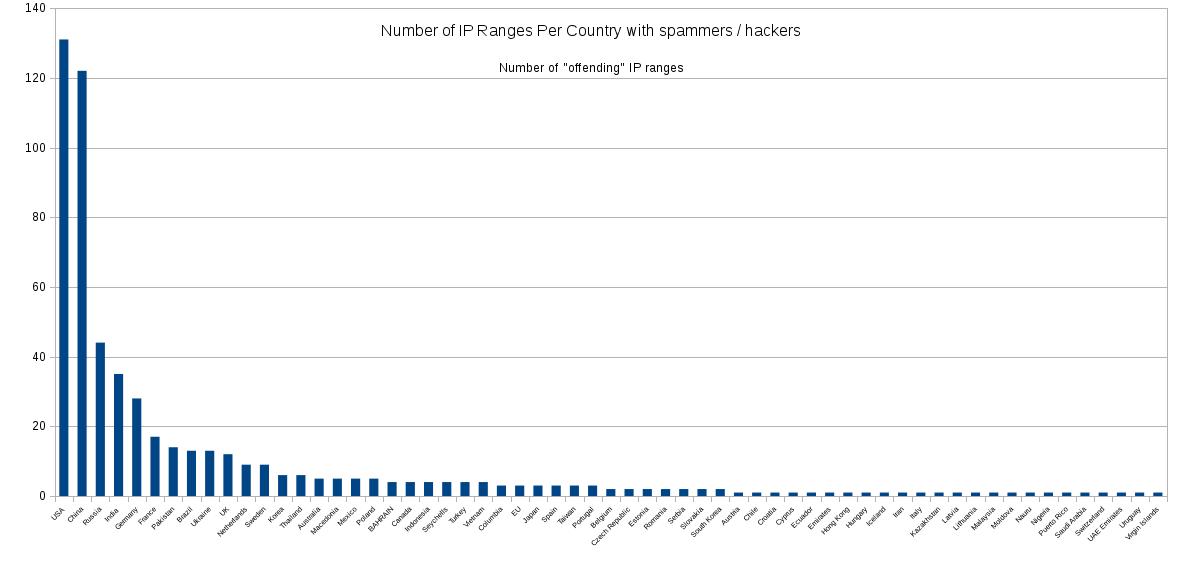 Number of IP Ranges Per Country with spammers / hackers
Number of "offending" IP ranges
140
120
100
80
60
40
20
0
USA
China
Russia
India
Germany
France
Pakistan
Brazil
Ukraine
UK
Netherlands
Sweden
Korea
Thailand
Australia
Macedonia
Mexico
Poland
BAHRAIN
Canada
Indonesia
Seychells
Turkey
Vietnam
Columbia
EU
Japan
Spain
Taiwan
Portugal
Belgium
Czech Republic
Estonia
Romania
Serbia
Slovakia
South Korea
Austria
Chile
Croatia
Cyprus
Ecuador
Emirates
Hong Kong
Hungary
Iceland
Iran
Italy
Kazakhstan
Latvia
Lithuania
Malaysia
Moldova
Nauru
Nigeria
Puerto Rico
Saudi Arabia
Switzerland
UAE Emirates
Uruguay
Virgin Islands